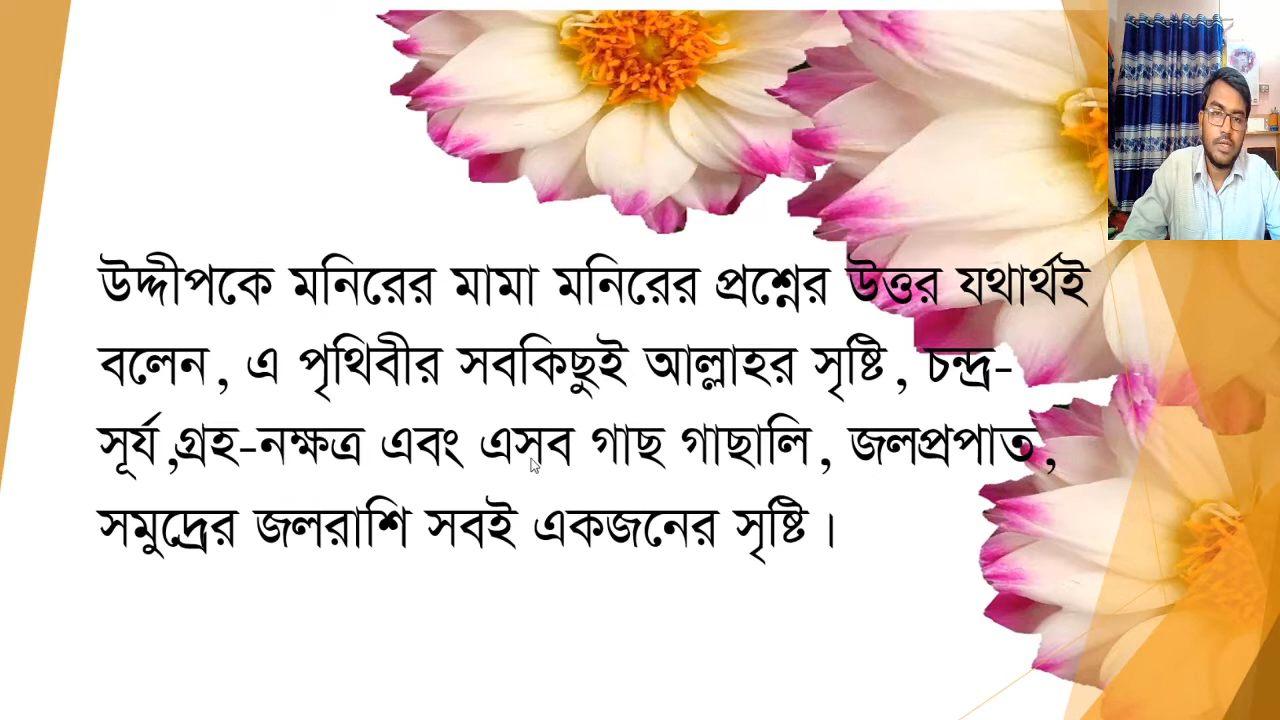 উদ্দীপকে মনিরের মামা মনিরের প্রশ্নের উত্তর যথার্থই
বলেন, এ পৃথিবীর সবকিছুই আল্লাহর সৃষ্টি, চন্দ্র-
সূর্য,গ্রহ-নক্ষত্র এবং এসব গাছ গাছালি, জলপ্রপাত,
সমুদ্রের জলরাশি সবই একজনের সৃষ্টি।